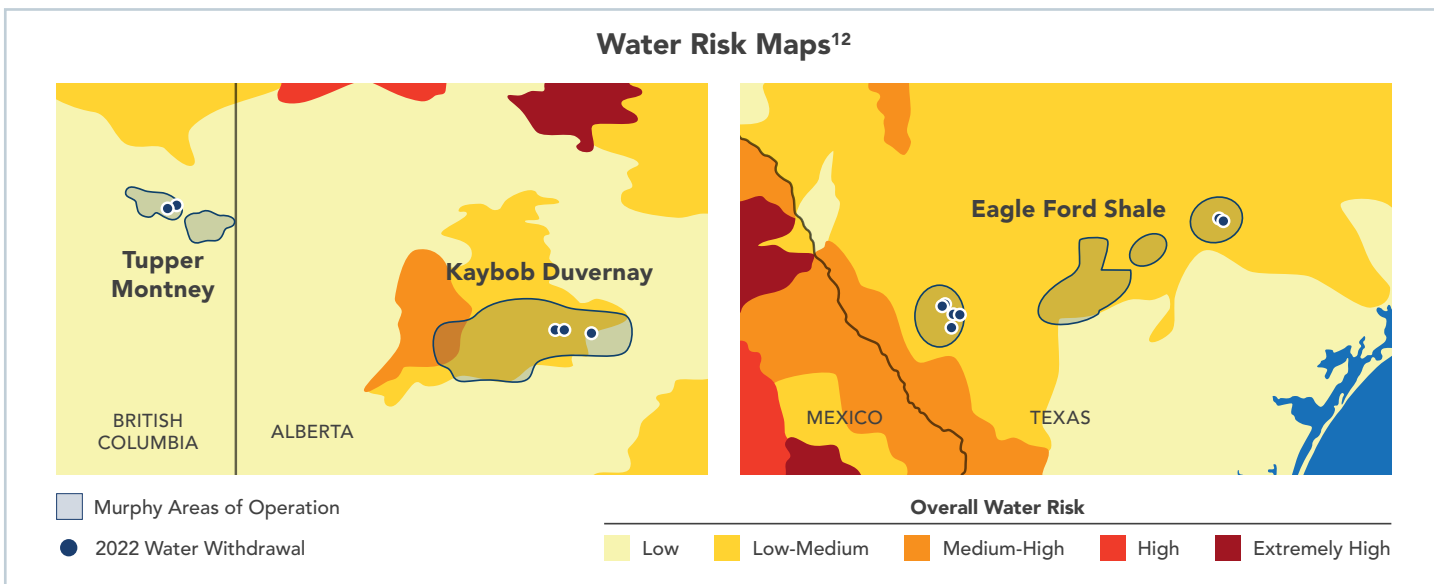 Water Risk Maps¹²
Tupper
Montney
Kaybob Duvernay
BRITISH
COLUMBIA
ALBERTA
Eagle Ford Shale
MEXICO
TEXAS
Murphy Areas of Operation
2022 Water Withdrawal
Overall Water Risk
Low
Low-Medium
Medium-High
High
Extremely High